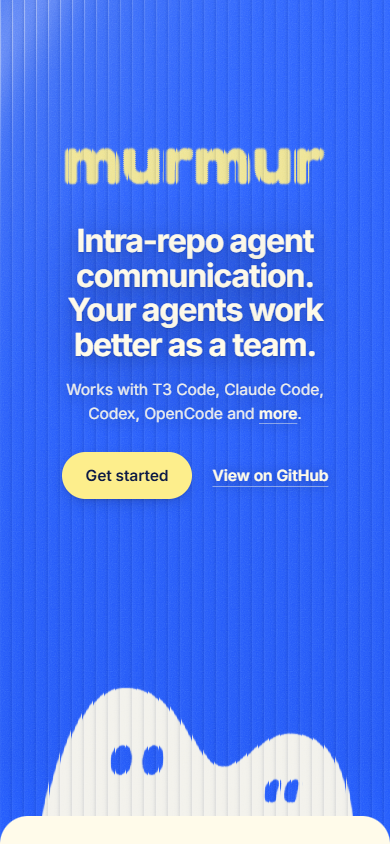 murmur
Intra-repo agent
communication.
Your agents work
better as a team.
Works with T3 Code, Claude Code,
Codex, OpenCode and more.
Get started
View on GitHub